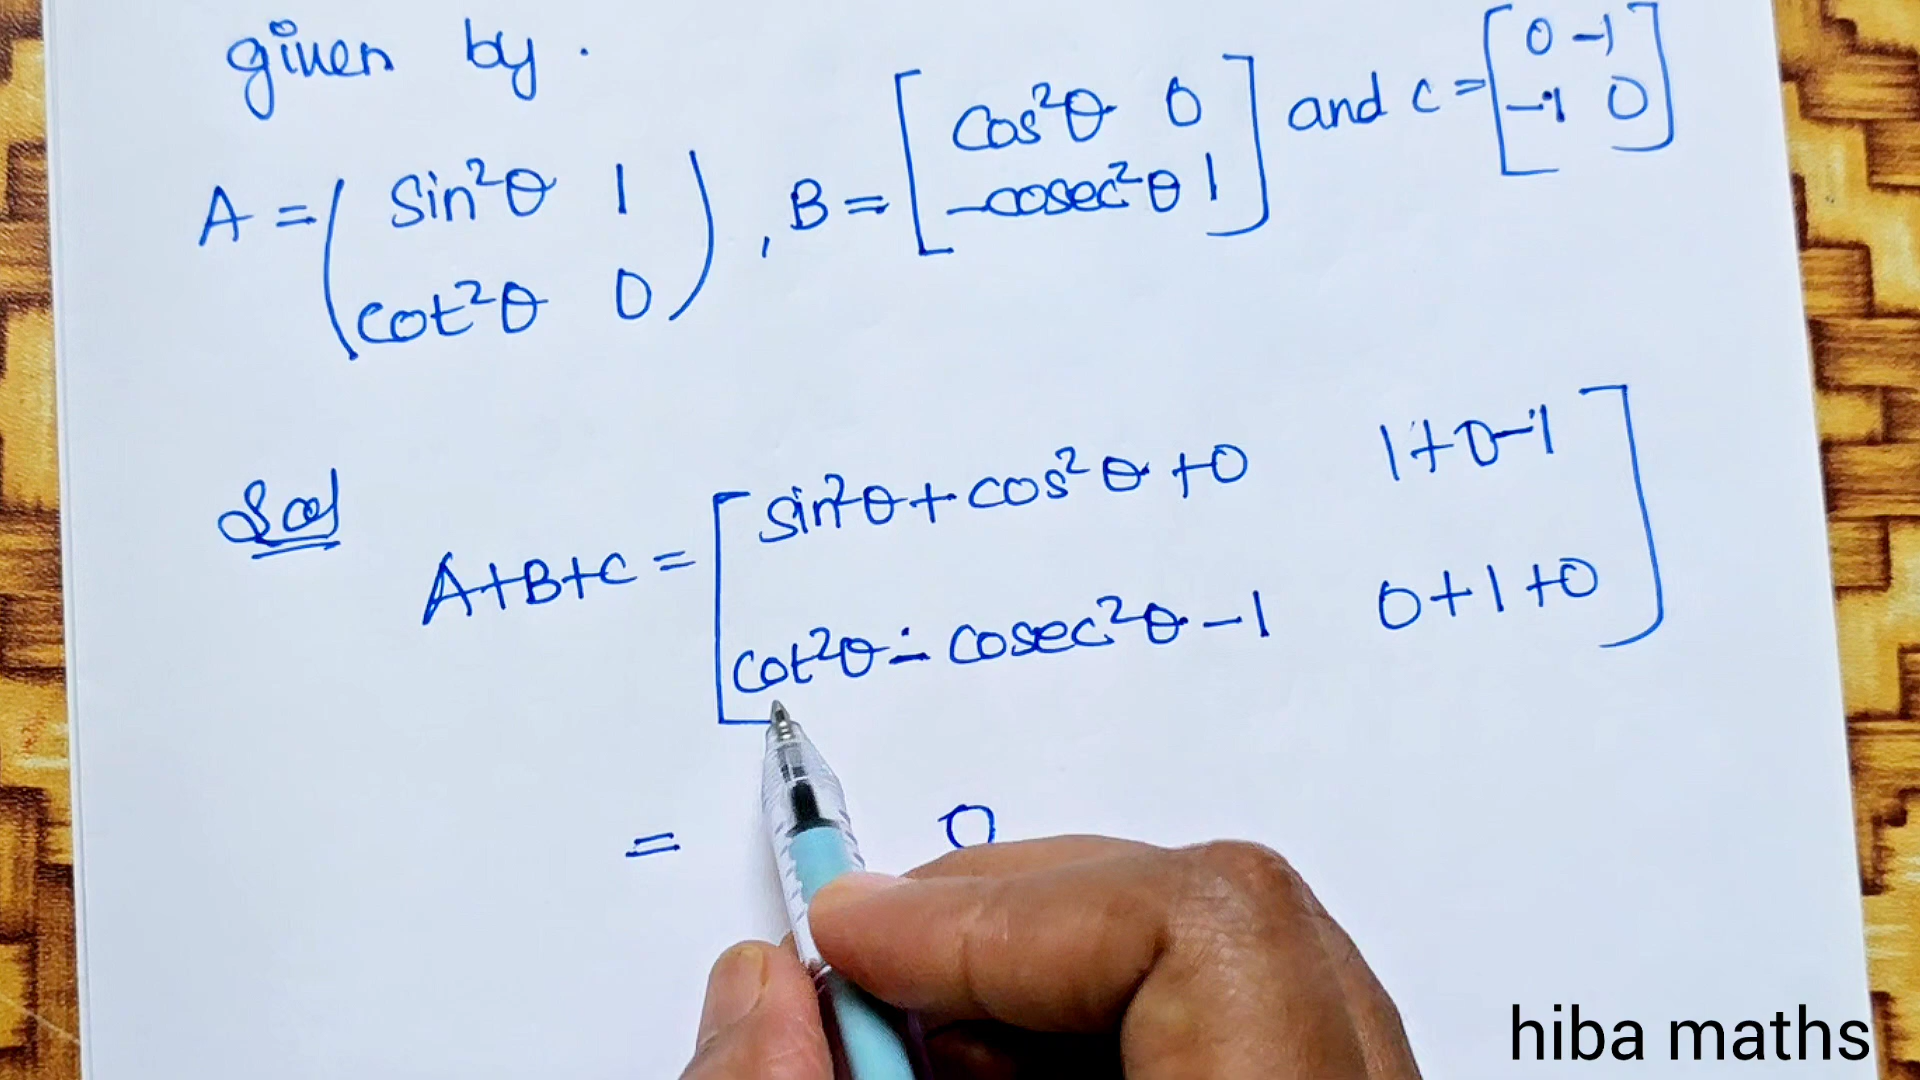 given by.
A = ( sin²θ 1 cot²θ 0 ) , B = [ cos²θ 0 -cosec²θ 1 ] and c = [ 0 -1 -1 0 ]
Sol
A+B+C = [ sin²θ + cos²θ + 0 1+0-1
cot²θ - cosec²θ - 1 0+1+0 ]
= 0
hiba maths